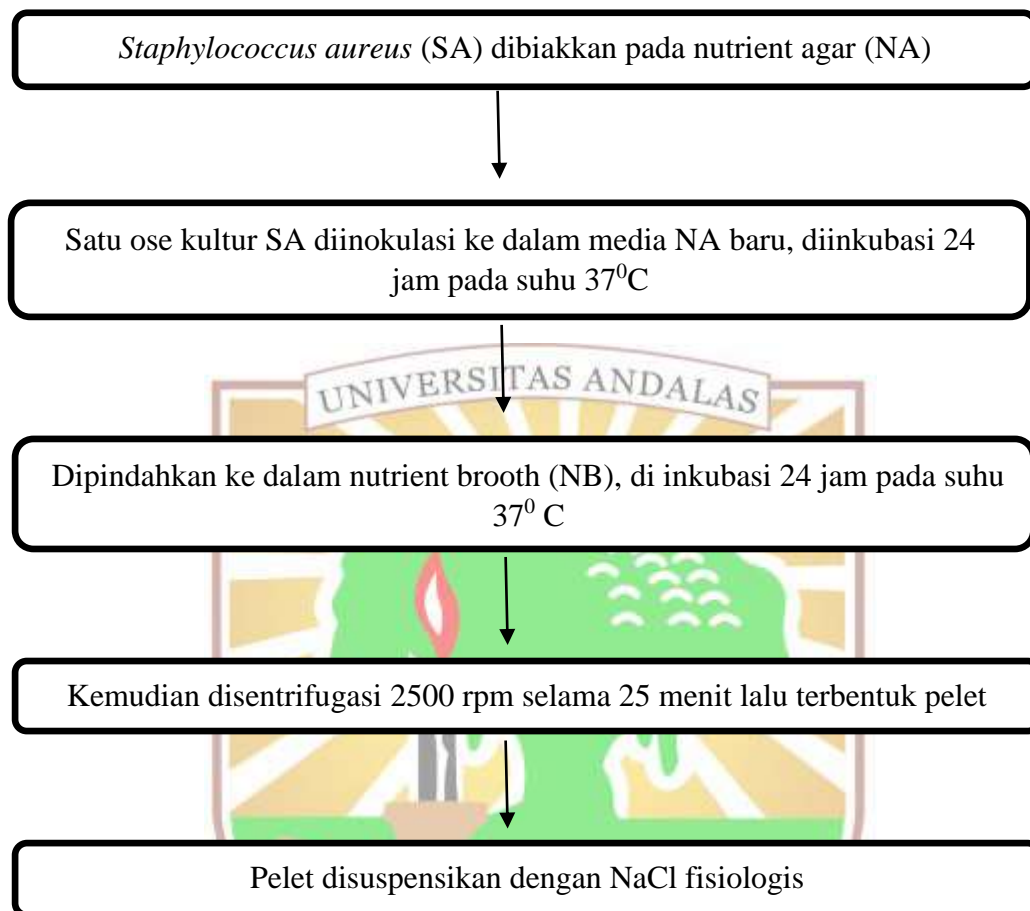 Staphylococcus aureus (SA) dibiakkan pada nutrient agar (NA)
Satu ose kultur SA diinokulasi ke dalam media NA baru, diinkubasi 24
jam pada suhu 37⁰C
UNIVERSITAS ANDALAS
Dipindahkan ke dalam nutrient brooth (NB), di inkubasi 24 jam pada suhu
37⁰ C
Kemudian disentrifugasi 2500 rpm selama 25 menit lalu terbentuk pelet
Pelet disuspensikan dengan NaCl fisiologis